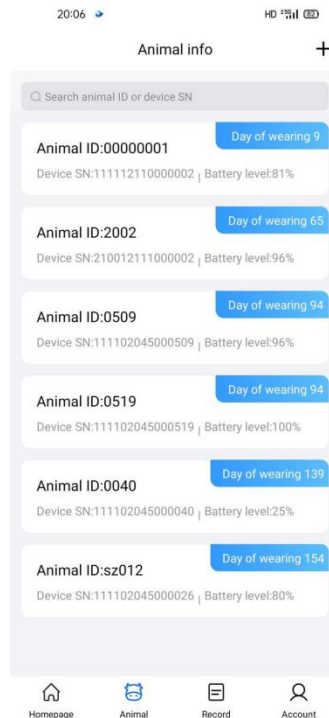 20:06
HD 5G 82
Animal info
+
Search animal ID or device SN
Day of wearing 9
Animal ID:00000001
Device SN:111112110000002 | Battery level:81%
Day of wearing 65
Animal ID:2002
Device SN:210012111000002 | Battery level:96%
Day of wearing 94
Animal ID:0509
Device SN:111102045000509 | Battery level:96%
Day of wearing 94
Animal ID:0519
Device SN:111102045000519 | Battery level:100%
Day of wearing 139
Animal ID:0040
Device SN:111102045000040 | Battery level:25%
Day of wearing 154
Animal ID:sz012
Device SN:111102045000026 | Battery level:80%
Homepage Animal Record Account